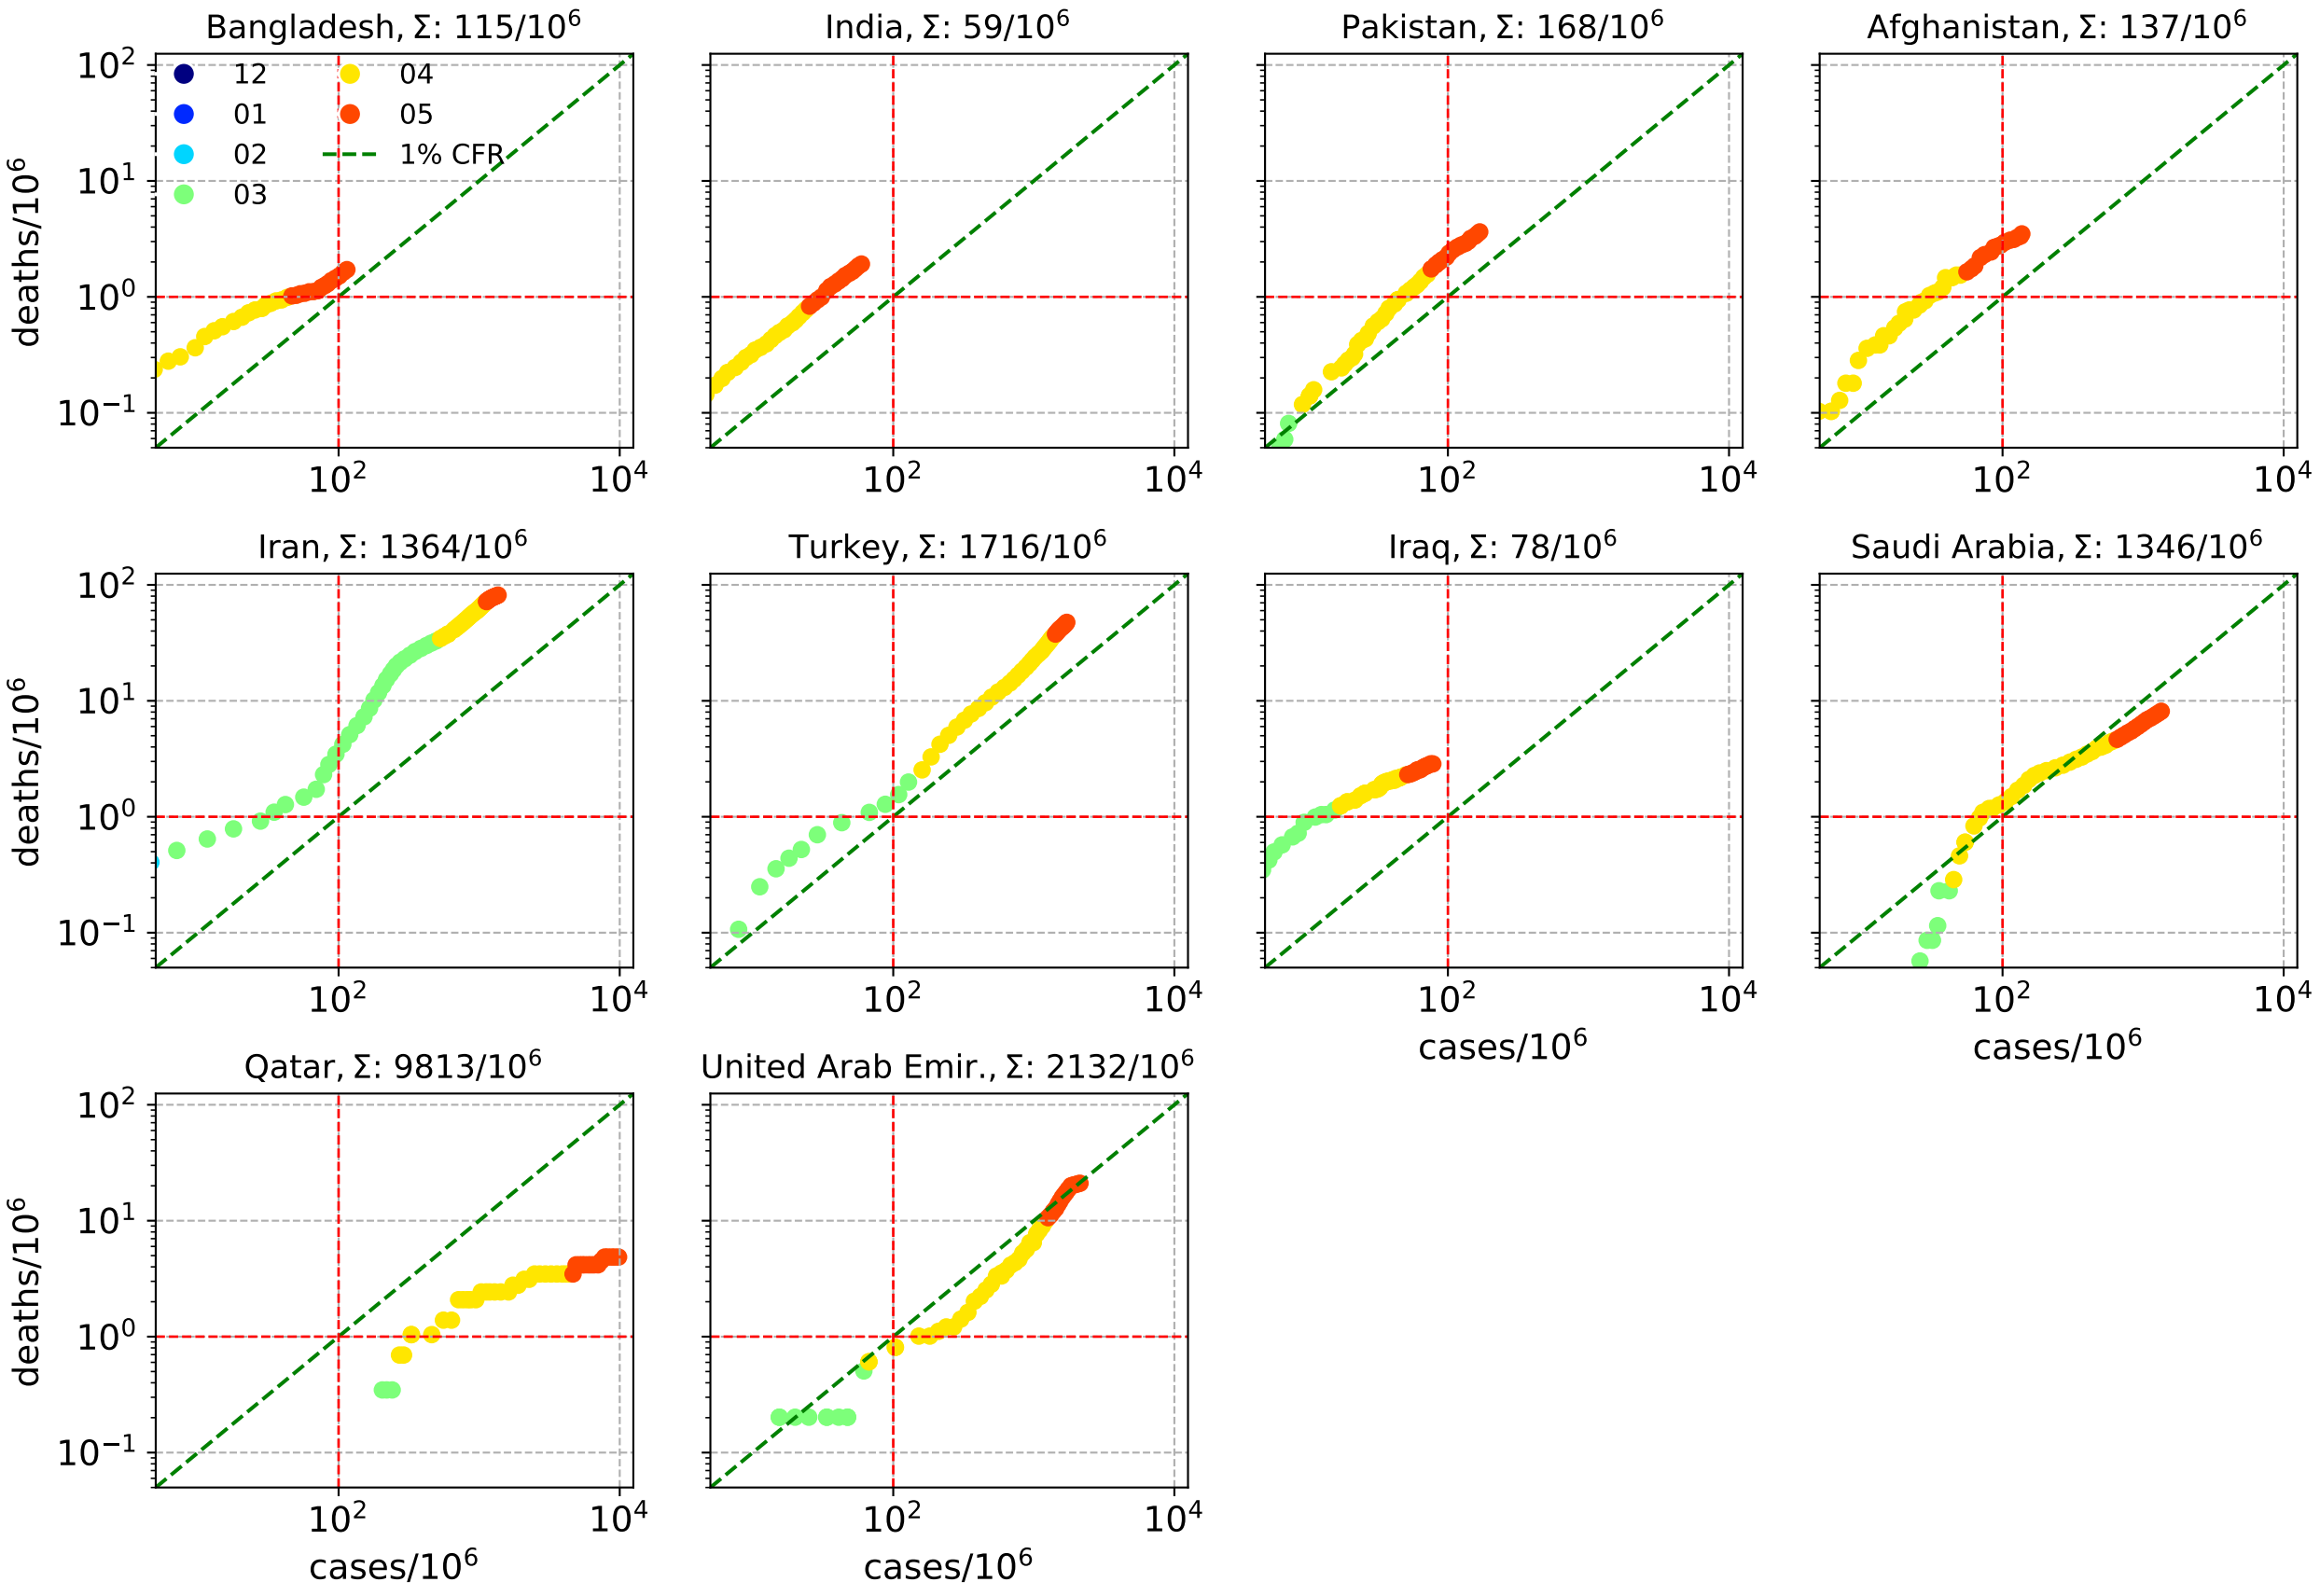 Bangladesh, Σ: 115/10⁶
India, Σ: 59/10⁶
Pakistan, Σ: 168/10⁶
Afghanistan, Σ: 137/10⁶
deaths/10⁶
10²
10¹
10⁰
10⁻¹
12
01
02
03
04
05
1% CFR
10² 10⁴
10² 10⁴
10² 10⁴
10² 10⁴
Iran, Σ: 1364/10⁶
Turkey, Σ: 1716/10⁶
Iraq, Σ: 78/10⁶
Saudi Arabia, Σ: 1346/10⁶
deaths/10⁶
10²
10¹
10⁰
10⁻¹
10² 10⁴
10² 10⁴
10² 10⁴
10² 10⁴
cases/10⁶
cases/10⁶
Qatar, Σ: 9813/10⁶
United Arab Emir., Σ: 2132/10⁶
deaths/10⁶
10²
10¹
10⁰
10⁻¹
10² 10⁴
10² 10⁴
cases/10⁶
cases/10⁶